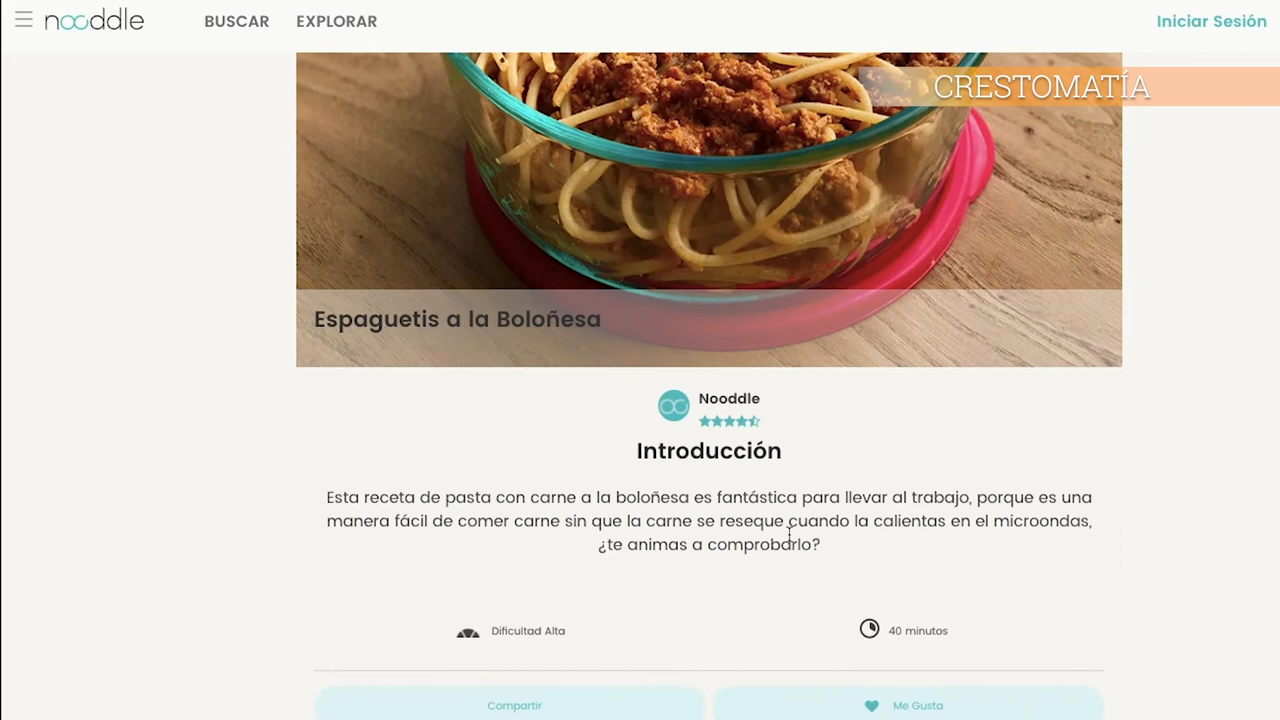 nooddle
BUSCAR
EXPLORAR
Iniciar Sesión
CRESTOMATÍA
Espaguetis a la Boloñesa
Nooddle
Introducción
Esta receta de pasta con carne a la boloñesa es fantástica para llevar al trabajo, porque es una
manera fácil de comer carne sin que la carne se reseque cuando la calientas en el microondas,
¿te animas a comprobarlo?
Dificultad Alta
40 minutos
Compartir
Me Gusta